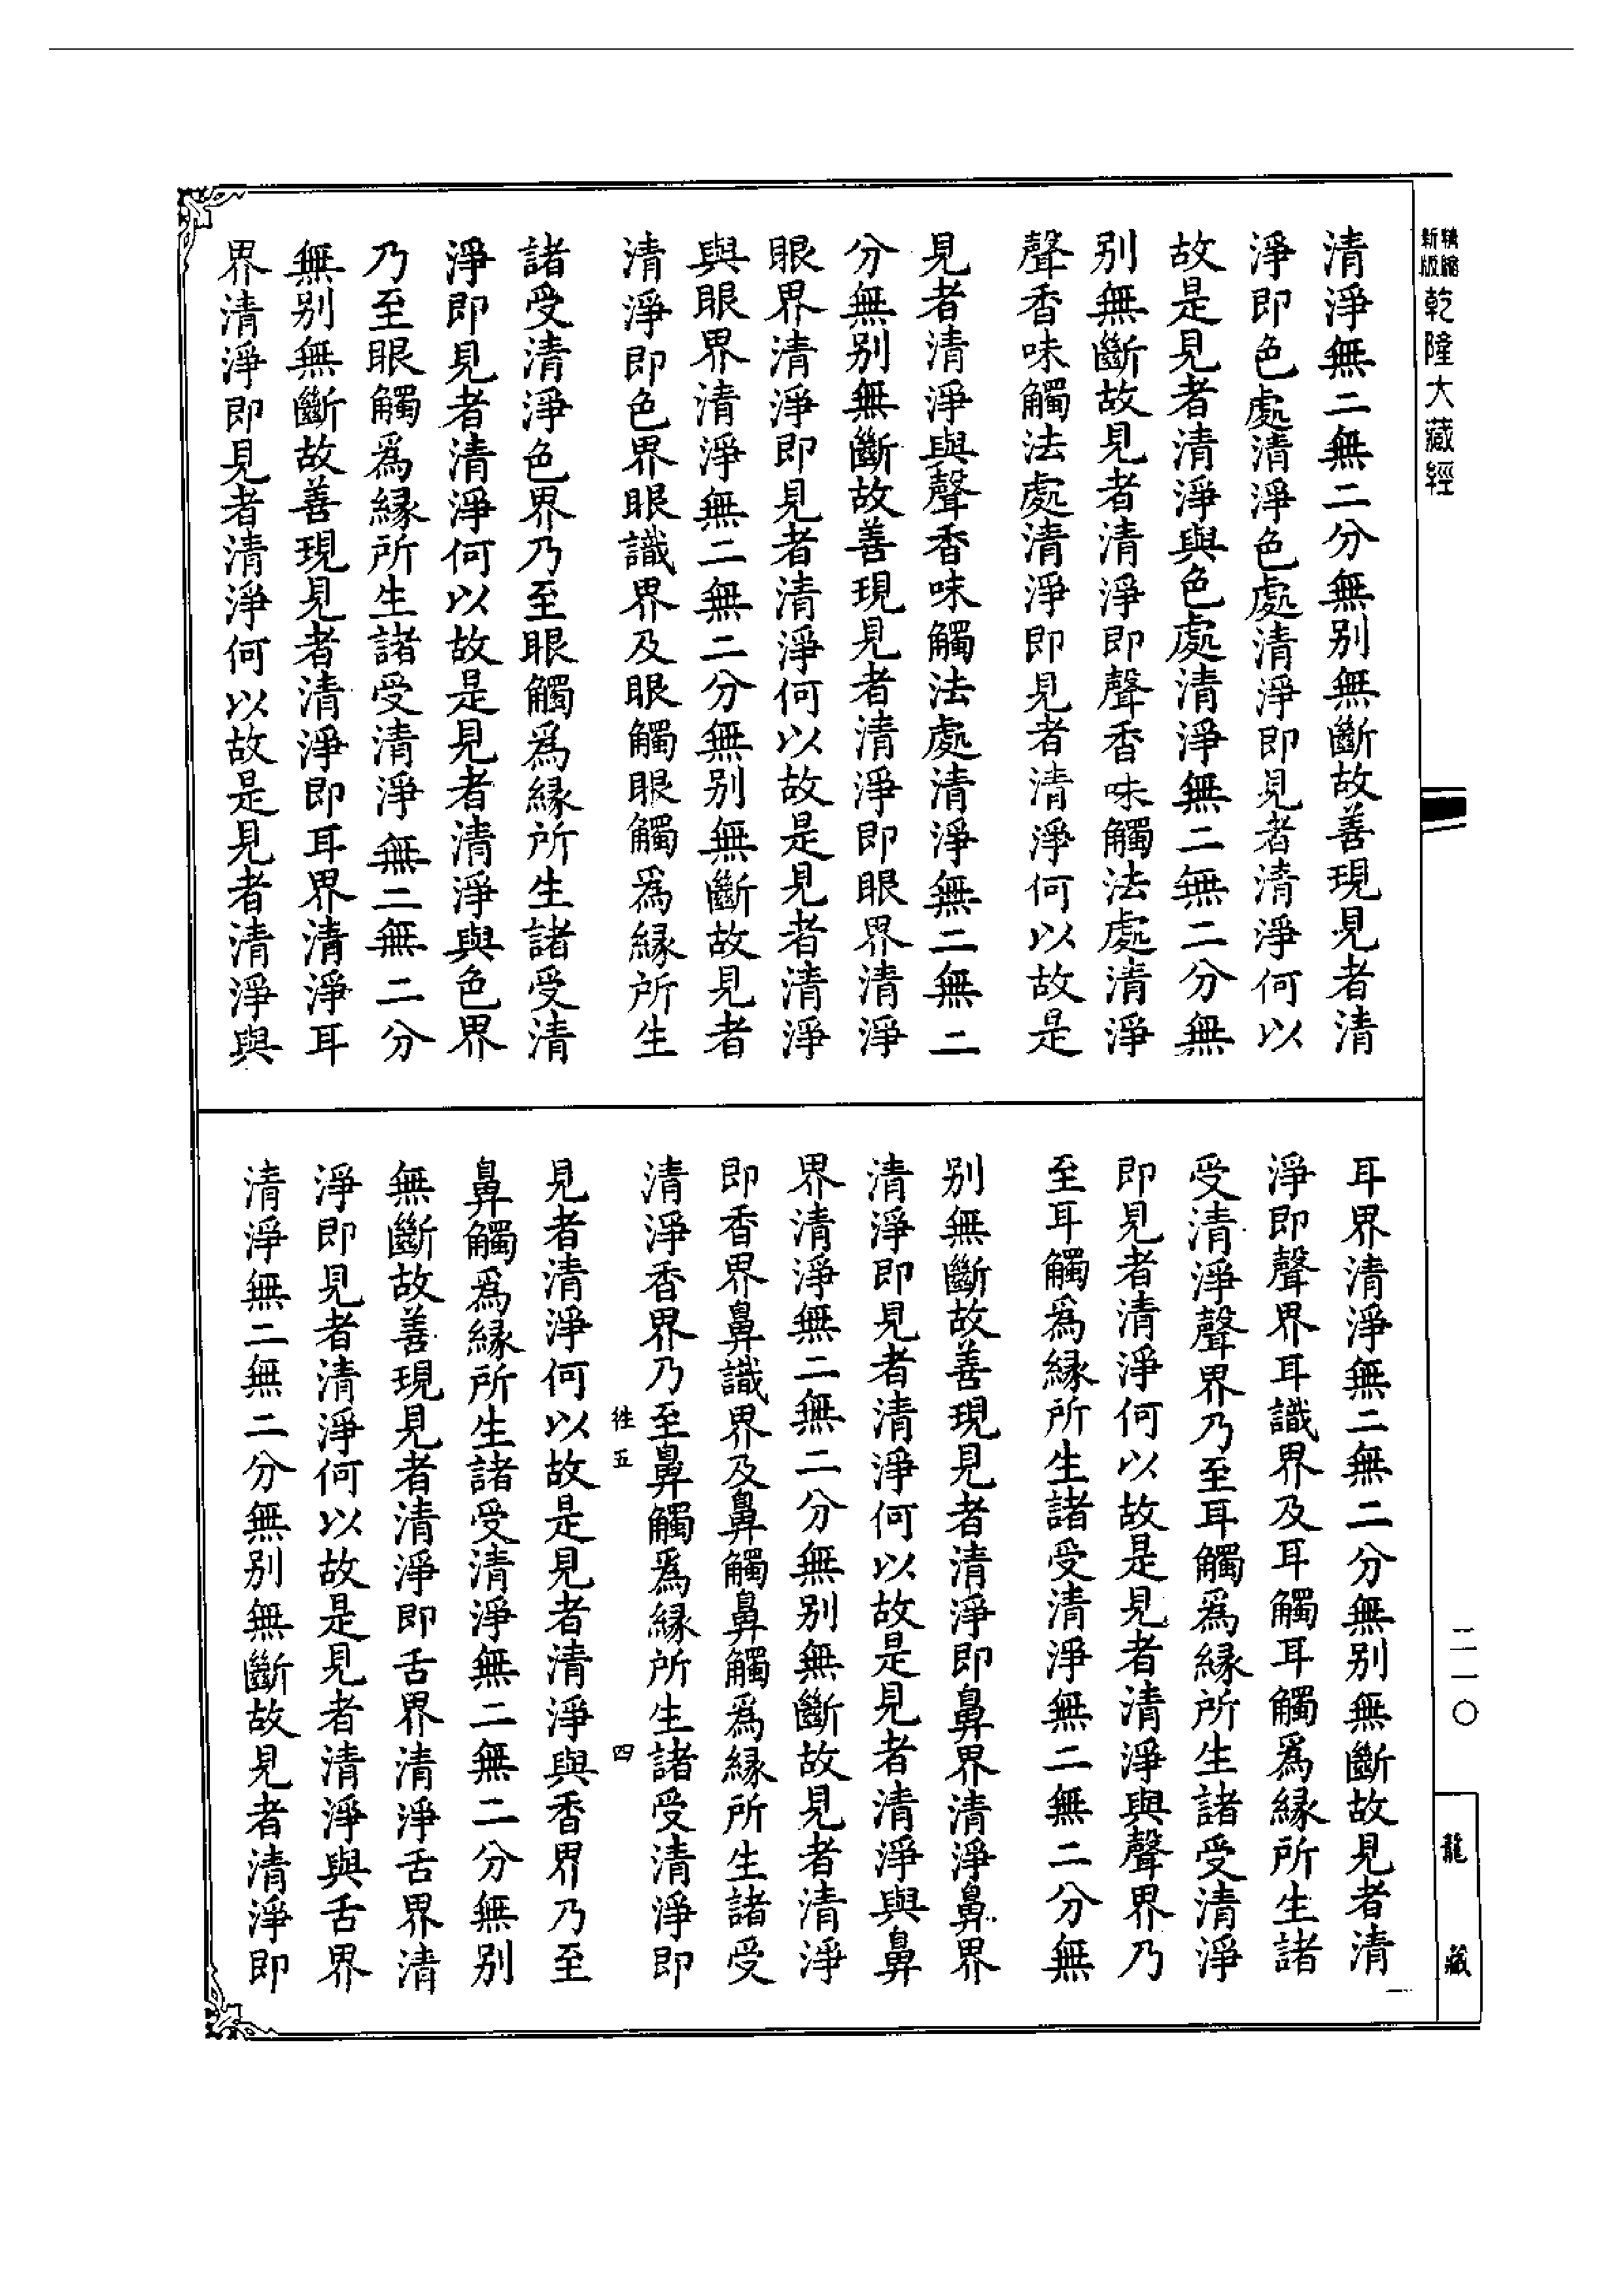 精縮新版乾隆大藏經
清淨無二無二分無別無斷故善現見者清
淨即色處清淨色處清淨即見者清淨何以
故是見者清淨與色處清淨無二無二分無
別無斷故見者清淨即聲香味觸法處清淨
聲香味觸法處清淨即見者清淨何以故是
見者清淨與聲香味觸法處清淨無二無二
分無別無斷故善現見者清淨即眼界清淨
眼界清淨即見者清淨何以故是見者清淨
與眼界清淨無二無二分無別無斷故見者
清淨即色界眼識界及眼觸眼觸爲緣所生
諸受清淨色界乃至眼觸爲緣所生諸受清
淨即見者清淨何以故是見者清淨與色界
乃至眼觸爲緣所生諸受清淨無二無二分
無別無斷故善現見者清淨即耳界清淨耳
界清淨即見者清淨何以故是見者清淨與
耳界清淨無二無二分無別無斷故見者清
淨即聲界耳識界及耳觸耳觸爲緣所生諸
受清淨聲界乃至耳觸爲緣所生諸受清淨
即見者清淨何以故是見者清淨與聲界乃
至耳觸爲緣所生諸受清淨無二無二分無
別無斷故善現見者清淨即鼻界清淨鼻界
清淨即見者清淨何以故是見者清淨與鼻
界清淨無二無二分無別無斷故見者清淨
即香界鼻識界及鼻觸鼻觸爲緣所生諸受
清淨香界乃至鼻觸爲緣所生諸受清淨即
徃五 四
見者清淨何以故是見者清淨與香界乃至
鼻觸爲緣所生諸受清淨無二無二分無別
無斷故善現見者清淨即舌界清淨舌界清
淨即見者清淨何以故是見者清淨與舌界
清淨無二無二分無別無斷故見者清淨即
二一〇
龍藏